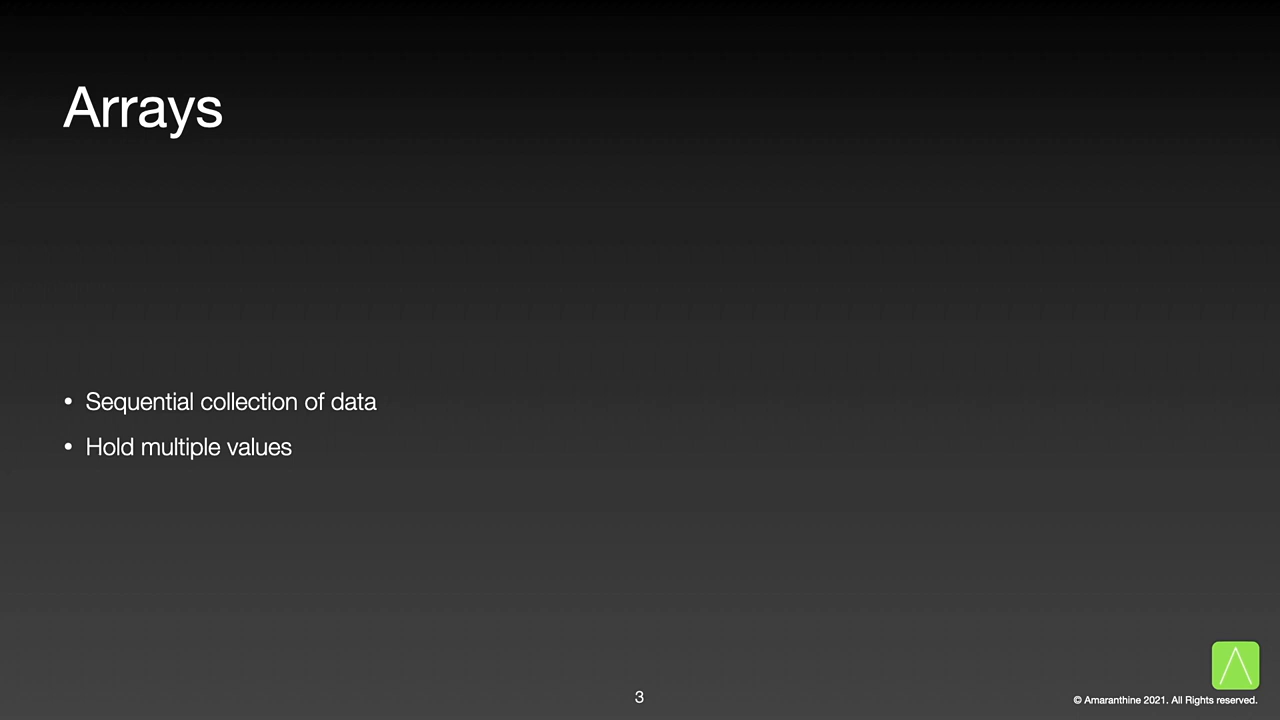 Arrays
• Sequential collection of data
• Hold multiple values
3
© Amaranthine 2021. All Rights reserved.